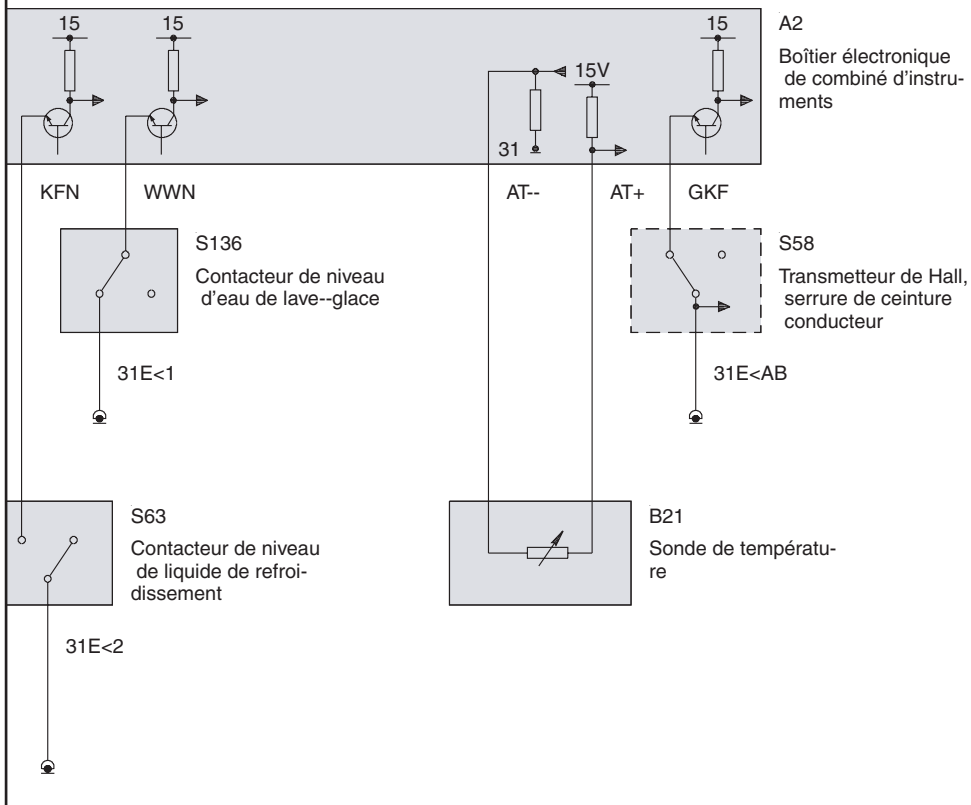 15
15
15
A2
Boîtier électronique
de combiné d'instru-
ments
15V
31
KFN
WWN
AT--
AT+
GKF
S136
Contacteur de niveau
d'eau de lave--glace
S58
Transmetteur de Hall,
serrure de ceinture
conducteur
31E<1
31E<AB
S63
Contacteur de niveau
de liquide de refroi-
dissement
B21
Sonde de températu-
re
31E<2